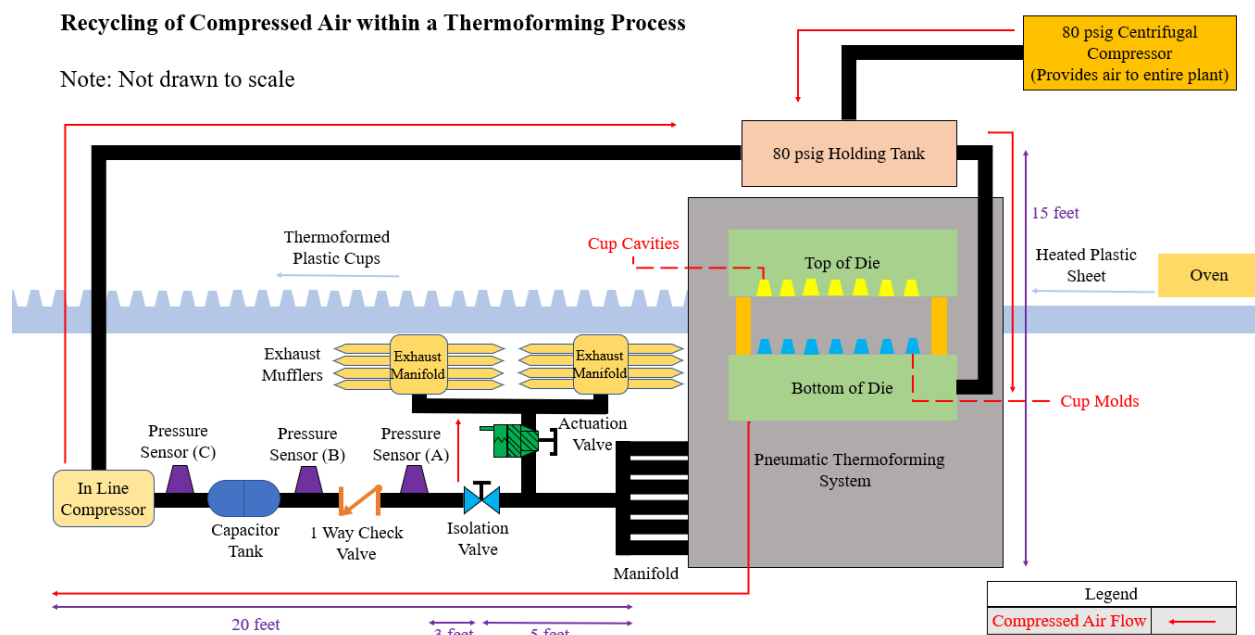 Recycling of Compressed Air within a Thermoforming Process
Note: Not drawn to scale
80 psig Centrifugal
Compressor
(Provides air to entire plant)
80 psig Holding Tank
15 feet
Thermoformed
Plastic Cups
Cup Cavities
Top of Die
Heated Plastic
Sheet
Oven
Exhaust
Mufflers
Exhaust
Manifold
Exhaust
Manifold
Bottom of Die
Cup Molds
Actuation
Valve
Pressure
Sensor (C)
Pressure
Sensor (B)
Pressure
Sensor (A)
Pneumatic Thermoforming
System
In Line
Compressor
Capacitor
Tank
1 Way Check
Valve
Isolation
Valve
Manifold
Legend
Compressed Air Flow
20 feet
3 feet
5 feet